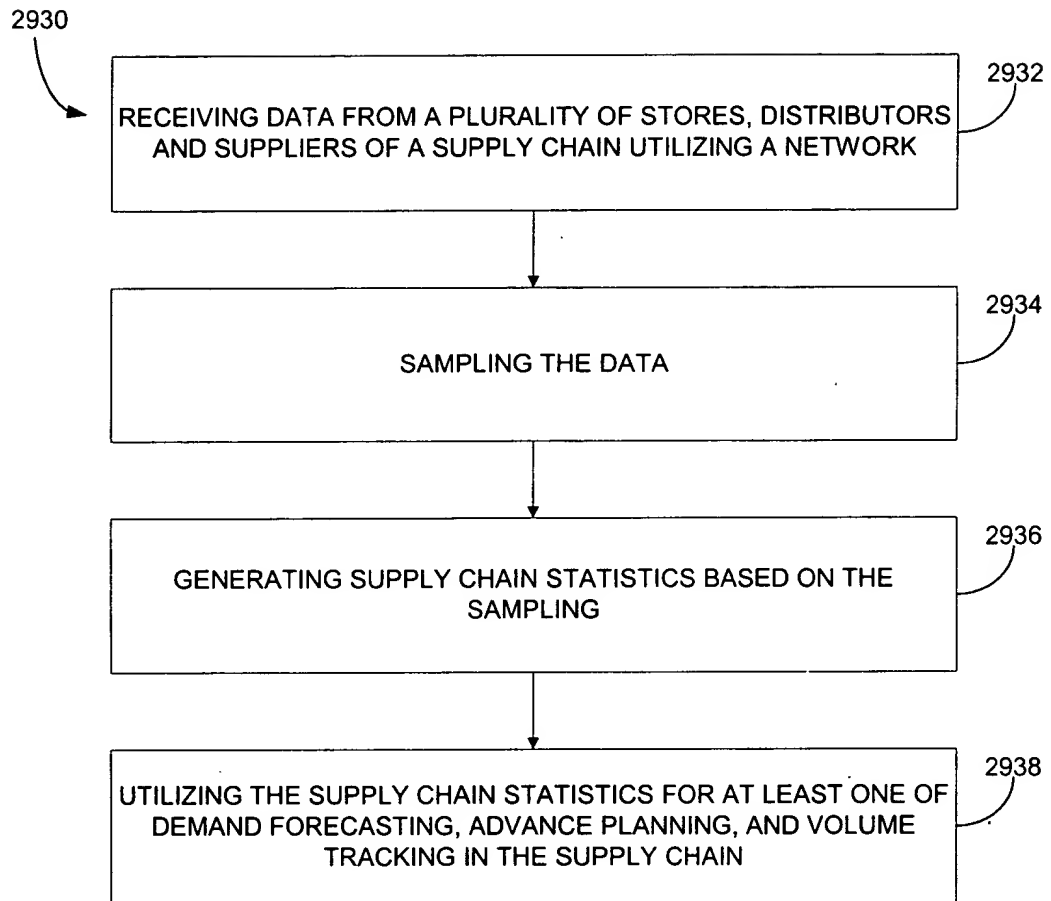 2930
2932
RECEIVING DATA FROM A PLURALITY OF STORES, DISTRIBUTORS
AND SUPPLIERS OF A SUPPLY CHAIN UTILIZING A NETWORK
2934
SAMPLING THE DATA
2936
GENERATING SUPPLY CHAIN STATISTICS BASED ON THE
SAMPLING
2938
UTILIZING THE SUPPLY CHAIN STATISTICS FOR AT LEAST ONE OF
DEMAND FORECASTING, ADVANCE PLANNING, AND VOLUME
TRACKING IN THE SUPPLY CHAIN